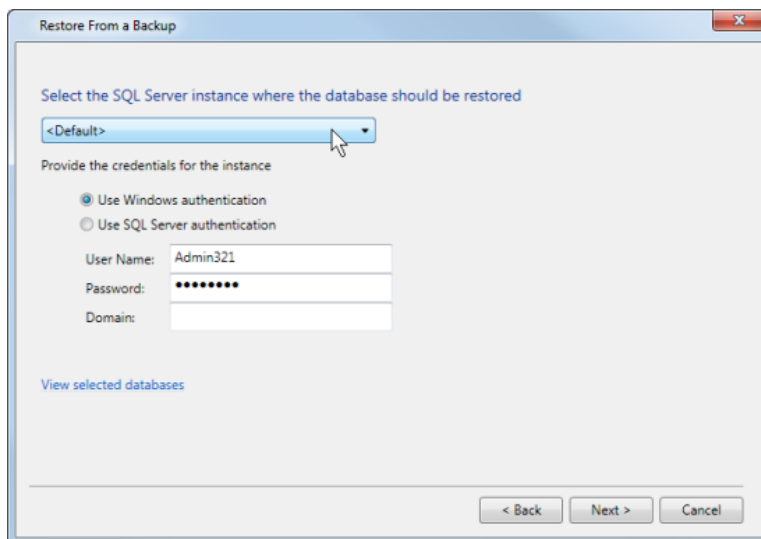 Restore From a Backup
Select the SQL Server instance where the database should be restored
<Default>
Provide the credentials for the instance
Use Windows authentication
Use SQL Server authentication
User Name: Admin321
Password: ••••••••
Domain:
View selected databases
< Back Next > Cancel